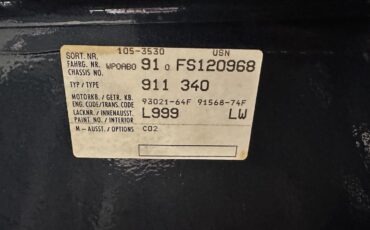 SORT. NR. 105-3530 USN
FAHRG. NR. WPOABO 91 0 FS120968
CHASSIS NO.
TYP / TYPE 911 340
MOTORKB. / GETR. KB. 93021-64F 91568-74F
ENG. CODE/TRANS. CODE
LACKNR. / INNENAUSST. L999 LW
PAINT. NO. / INTERIOR
M - AUSST. / OPTIONS C02